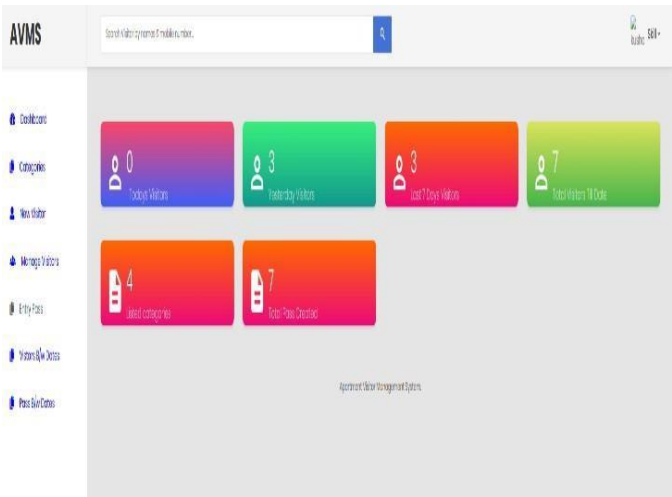 AVMS
Search Visitor by names & mobile number..
Dashboard
Categories
New Visitor
Manage Visitors
Entry Pass
Visitors B/w Dates
Pass B/w Dates
0
Todays Visitors
3
Yesterday Visitors
3
Last 7 Days Visitors
7
Total Visitors Till Date
4
Listed categories
7
Total Pass Created
Apartment Visitor Management System.